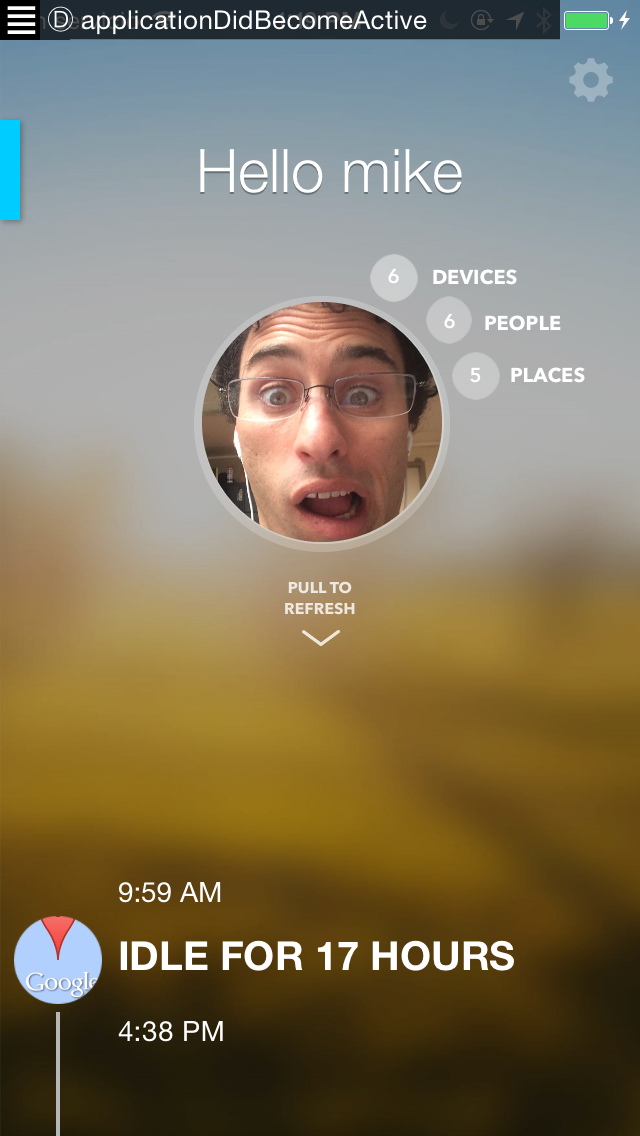 Ⓓ applicationDidBecomeActive
Hello mike
6 DEVICES
6 PEOPLE
5 PLACES
PULL TO
REFRESH
9:59 AM
IDLE FOR 17 HOURS
Google
4:38 PM